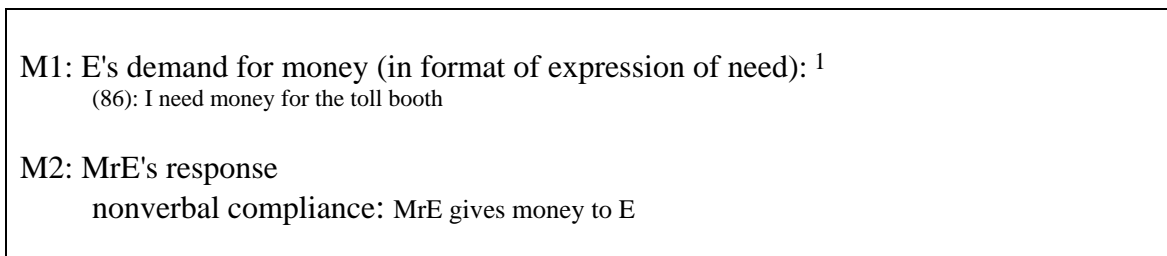 M1: E's demand for money (in format of expression of need): 1
(86): I need money for the toll booth
M2: MrE's response
nonverbal compliance: MrE gives money to E